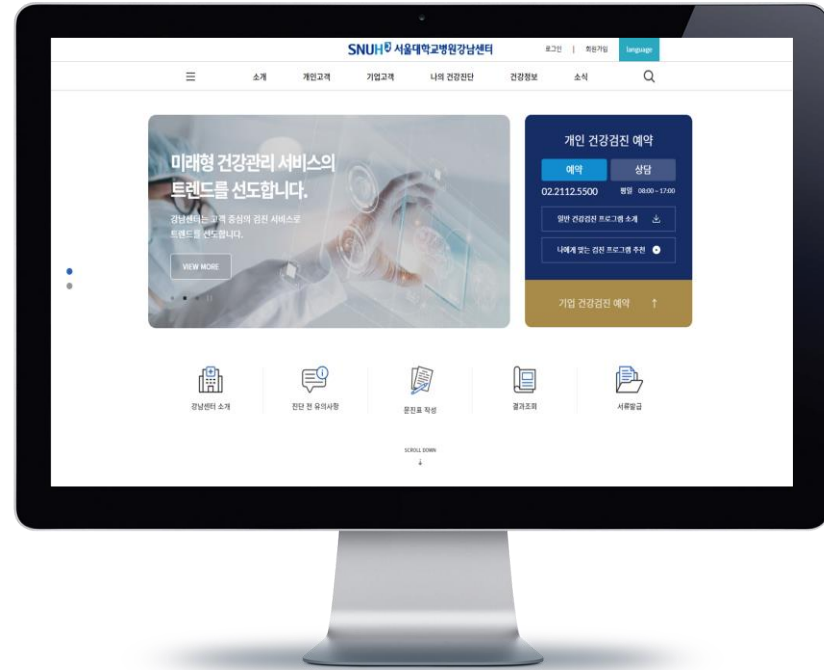 SNUH 서울대학교병원강남센터
로그인 | 회원가입 language
소개 개인고객 기업고객 나의 건강진단 건강정보 소식
미래형 건강관리 서비스의
트렌드를 선도합니다.
강남센터는 고객 중심의 검진 서비스로
트렌드를 선도합니다.
VIEW MORE
개인 건강검진 예약
예약 상담
02.2112.5500 평일 08:00 - 17:00
일반 건강검진 프로그램 소개
나에게 맞는 검진 프로그램 추천
기업 건강검진 예약
강남센터 소개
진단 전 유의사항
문진표 작성
결과조회
서류발급
SCROLL DOWN